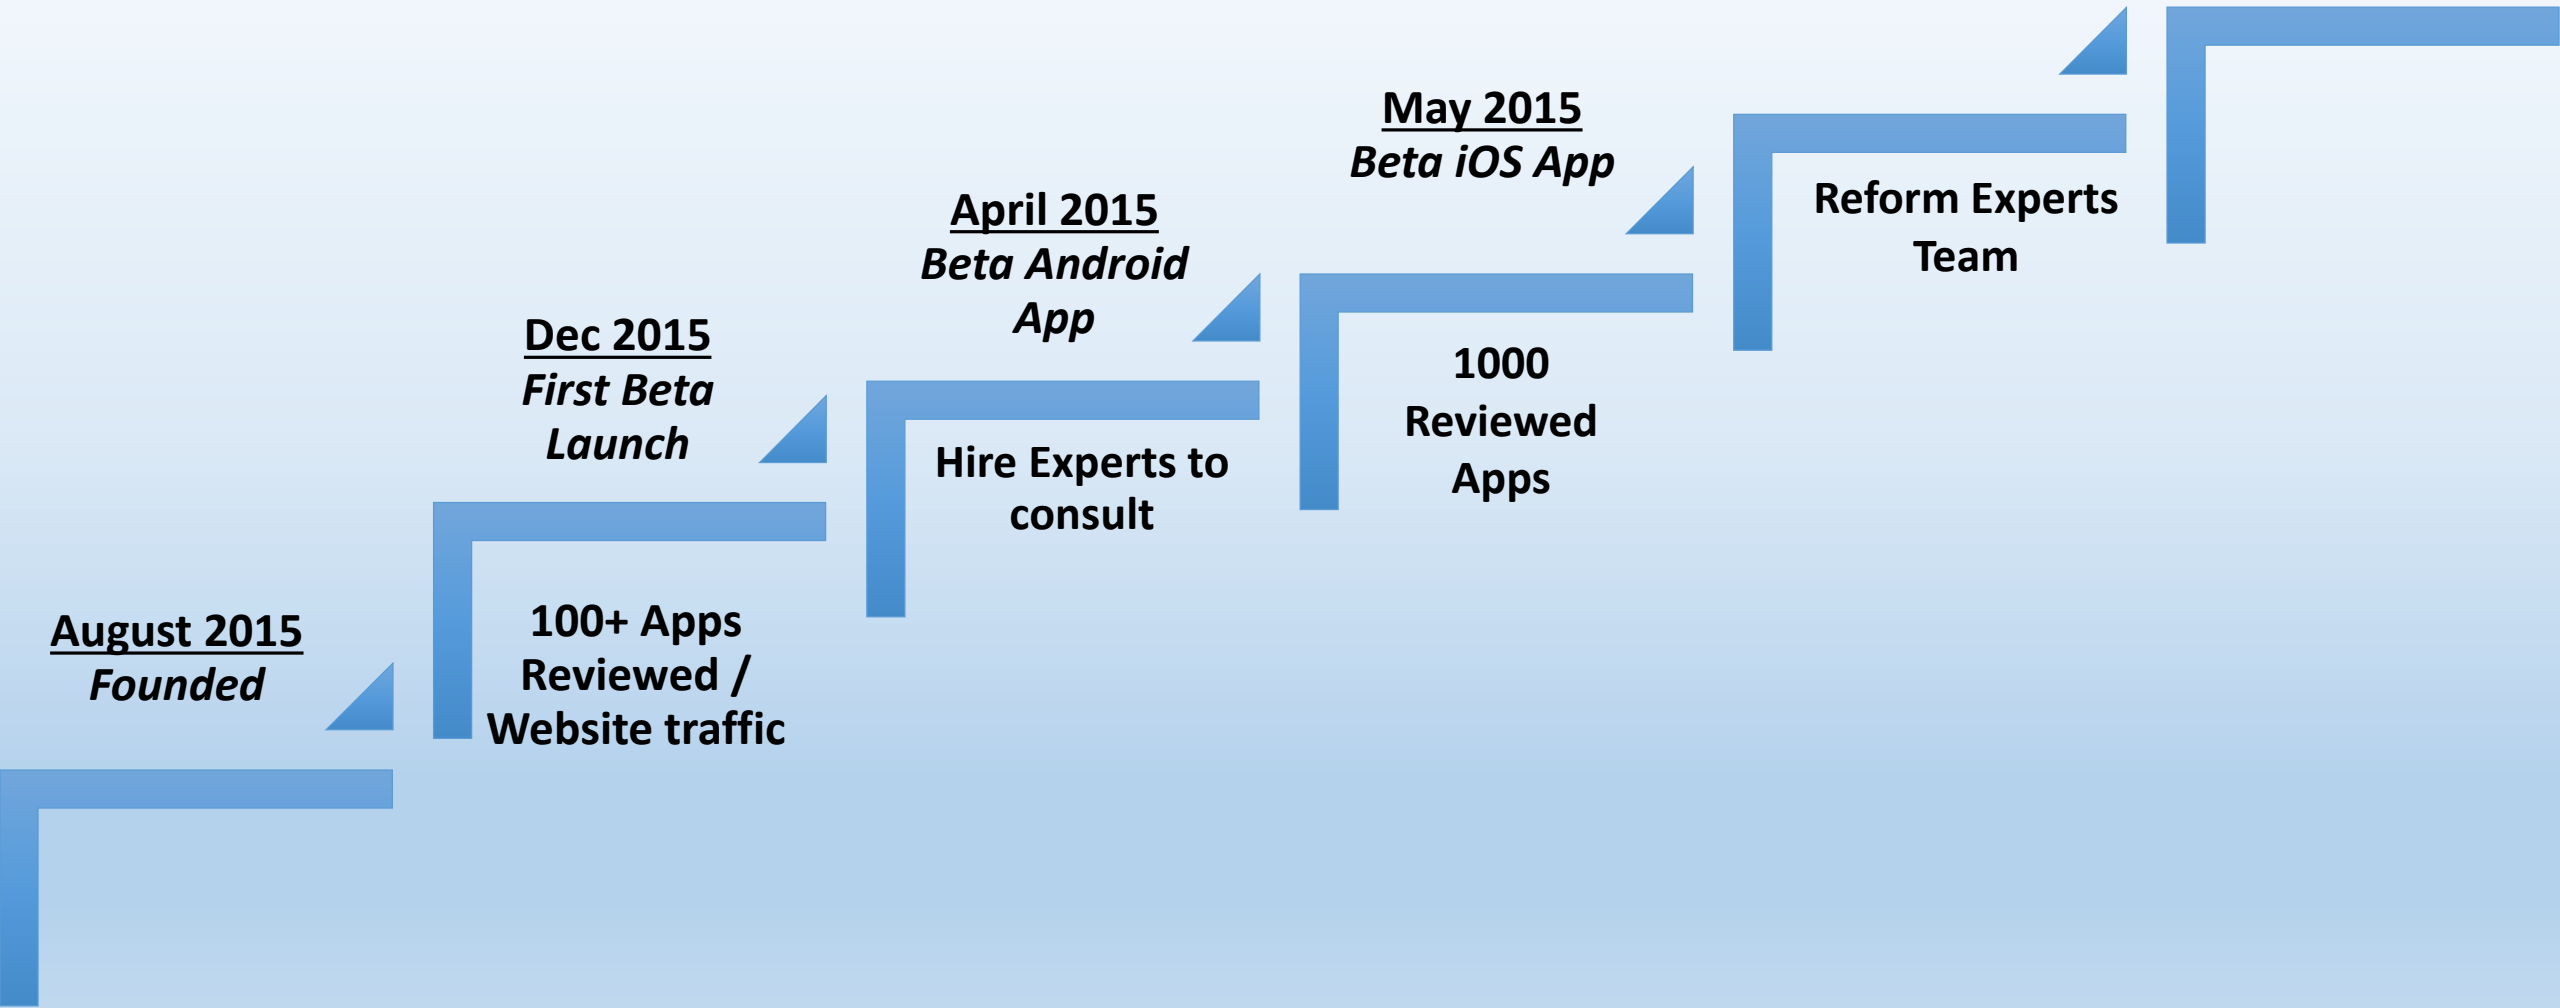 August 2015
Founded
Dec 2015
First Beta
Launch
100+ Apps
Reviewed /
Website traffic
April 2015
Beta Android
App
Hire Experts to
consult
May 2015
Beta iOS App
1000
Reviewed
Apps
Reform Experts
Team